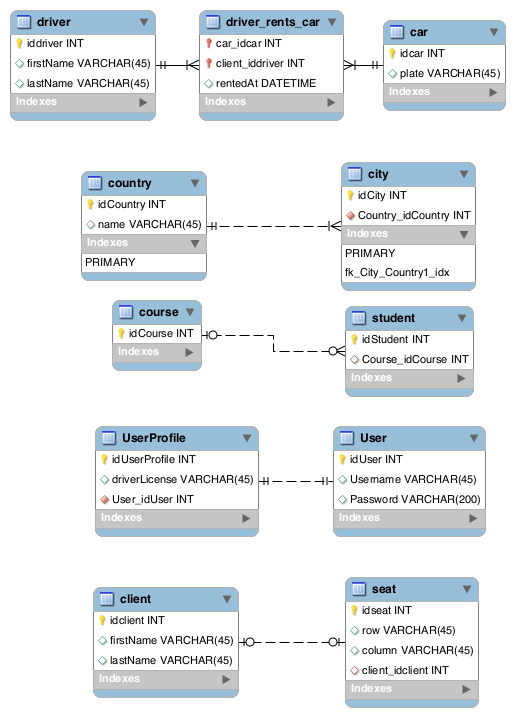 driver
iddriver INT
firstName VARCHAR(45)
lastName VARCHAR(45)
Indexes
driver_rents_car
car_idcar INT
client_iddriver INT
rentedAt DATETIME
Indexes
car
idcar INT
plate VARCHAR(45)
Indexes
country
idCountry INT
name VARCHAR(45)
Indexes
PRIMARY
city
idCity INT
Country_idCountry INT
Indexes
PRIMARY
fk_City_Country1_idx
course
idCourse INT
Indexes
student
idStudent INT
Course_idCourse INT
Indexes
UserProfile
idUserProfile INT
driverLicense VARCHAR(45)
User_idUser INT
Indexes
User
idUser INT
Username VARCHAR(45)
Password VARCHAR(200)
Indexes
client
idclient INT
firstName VARCHAR(45)
lastName VARCHAR(45)
Indexes
seat
idseat INT
row VARCHAR(45)
column VARCHAR(45)
client_idclient INT
Indexes